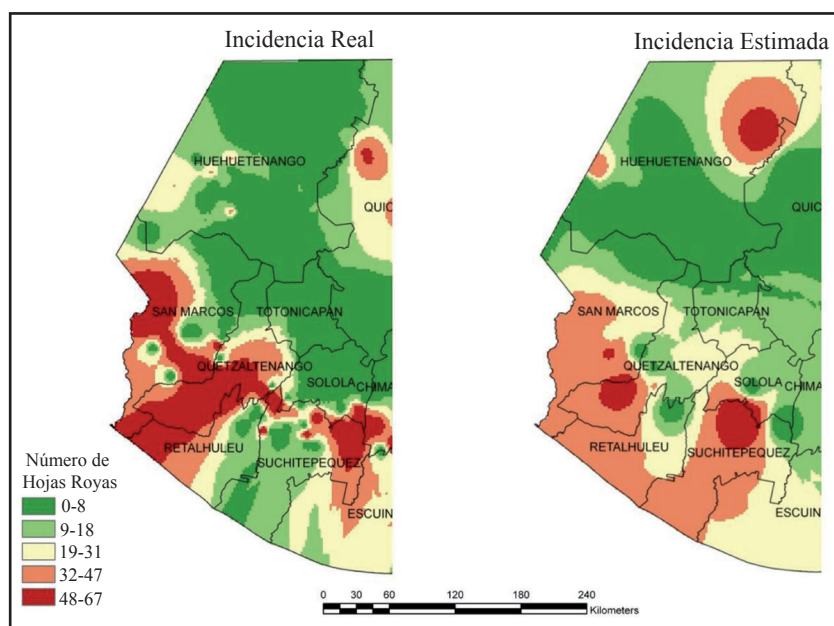 Incidencia Real
HUEHUETENANGO
QUIC
SAN MARCOS
TOTONICAPAN
QUETZALTENANGO
SOLOLA
CHIMA
RETALHULEU
SUCHITEPEQUEZ
ESCUIN
Incidencia Estimada
HUEHUETENANGO
QUIC
SAN MARCOS
TOTONICAPAN
QUETZALTENANGO
SOLOLA
CHIMA
RETALHULEU
SUCHITEPEQUEZ
ESCUIN
Número de
Hojas Royas
0-8
9-18
19-31
32-47
48-67
0 15 30 60 120 180 240
Kilometers